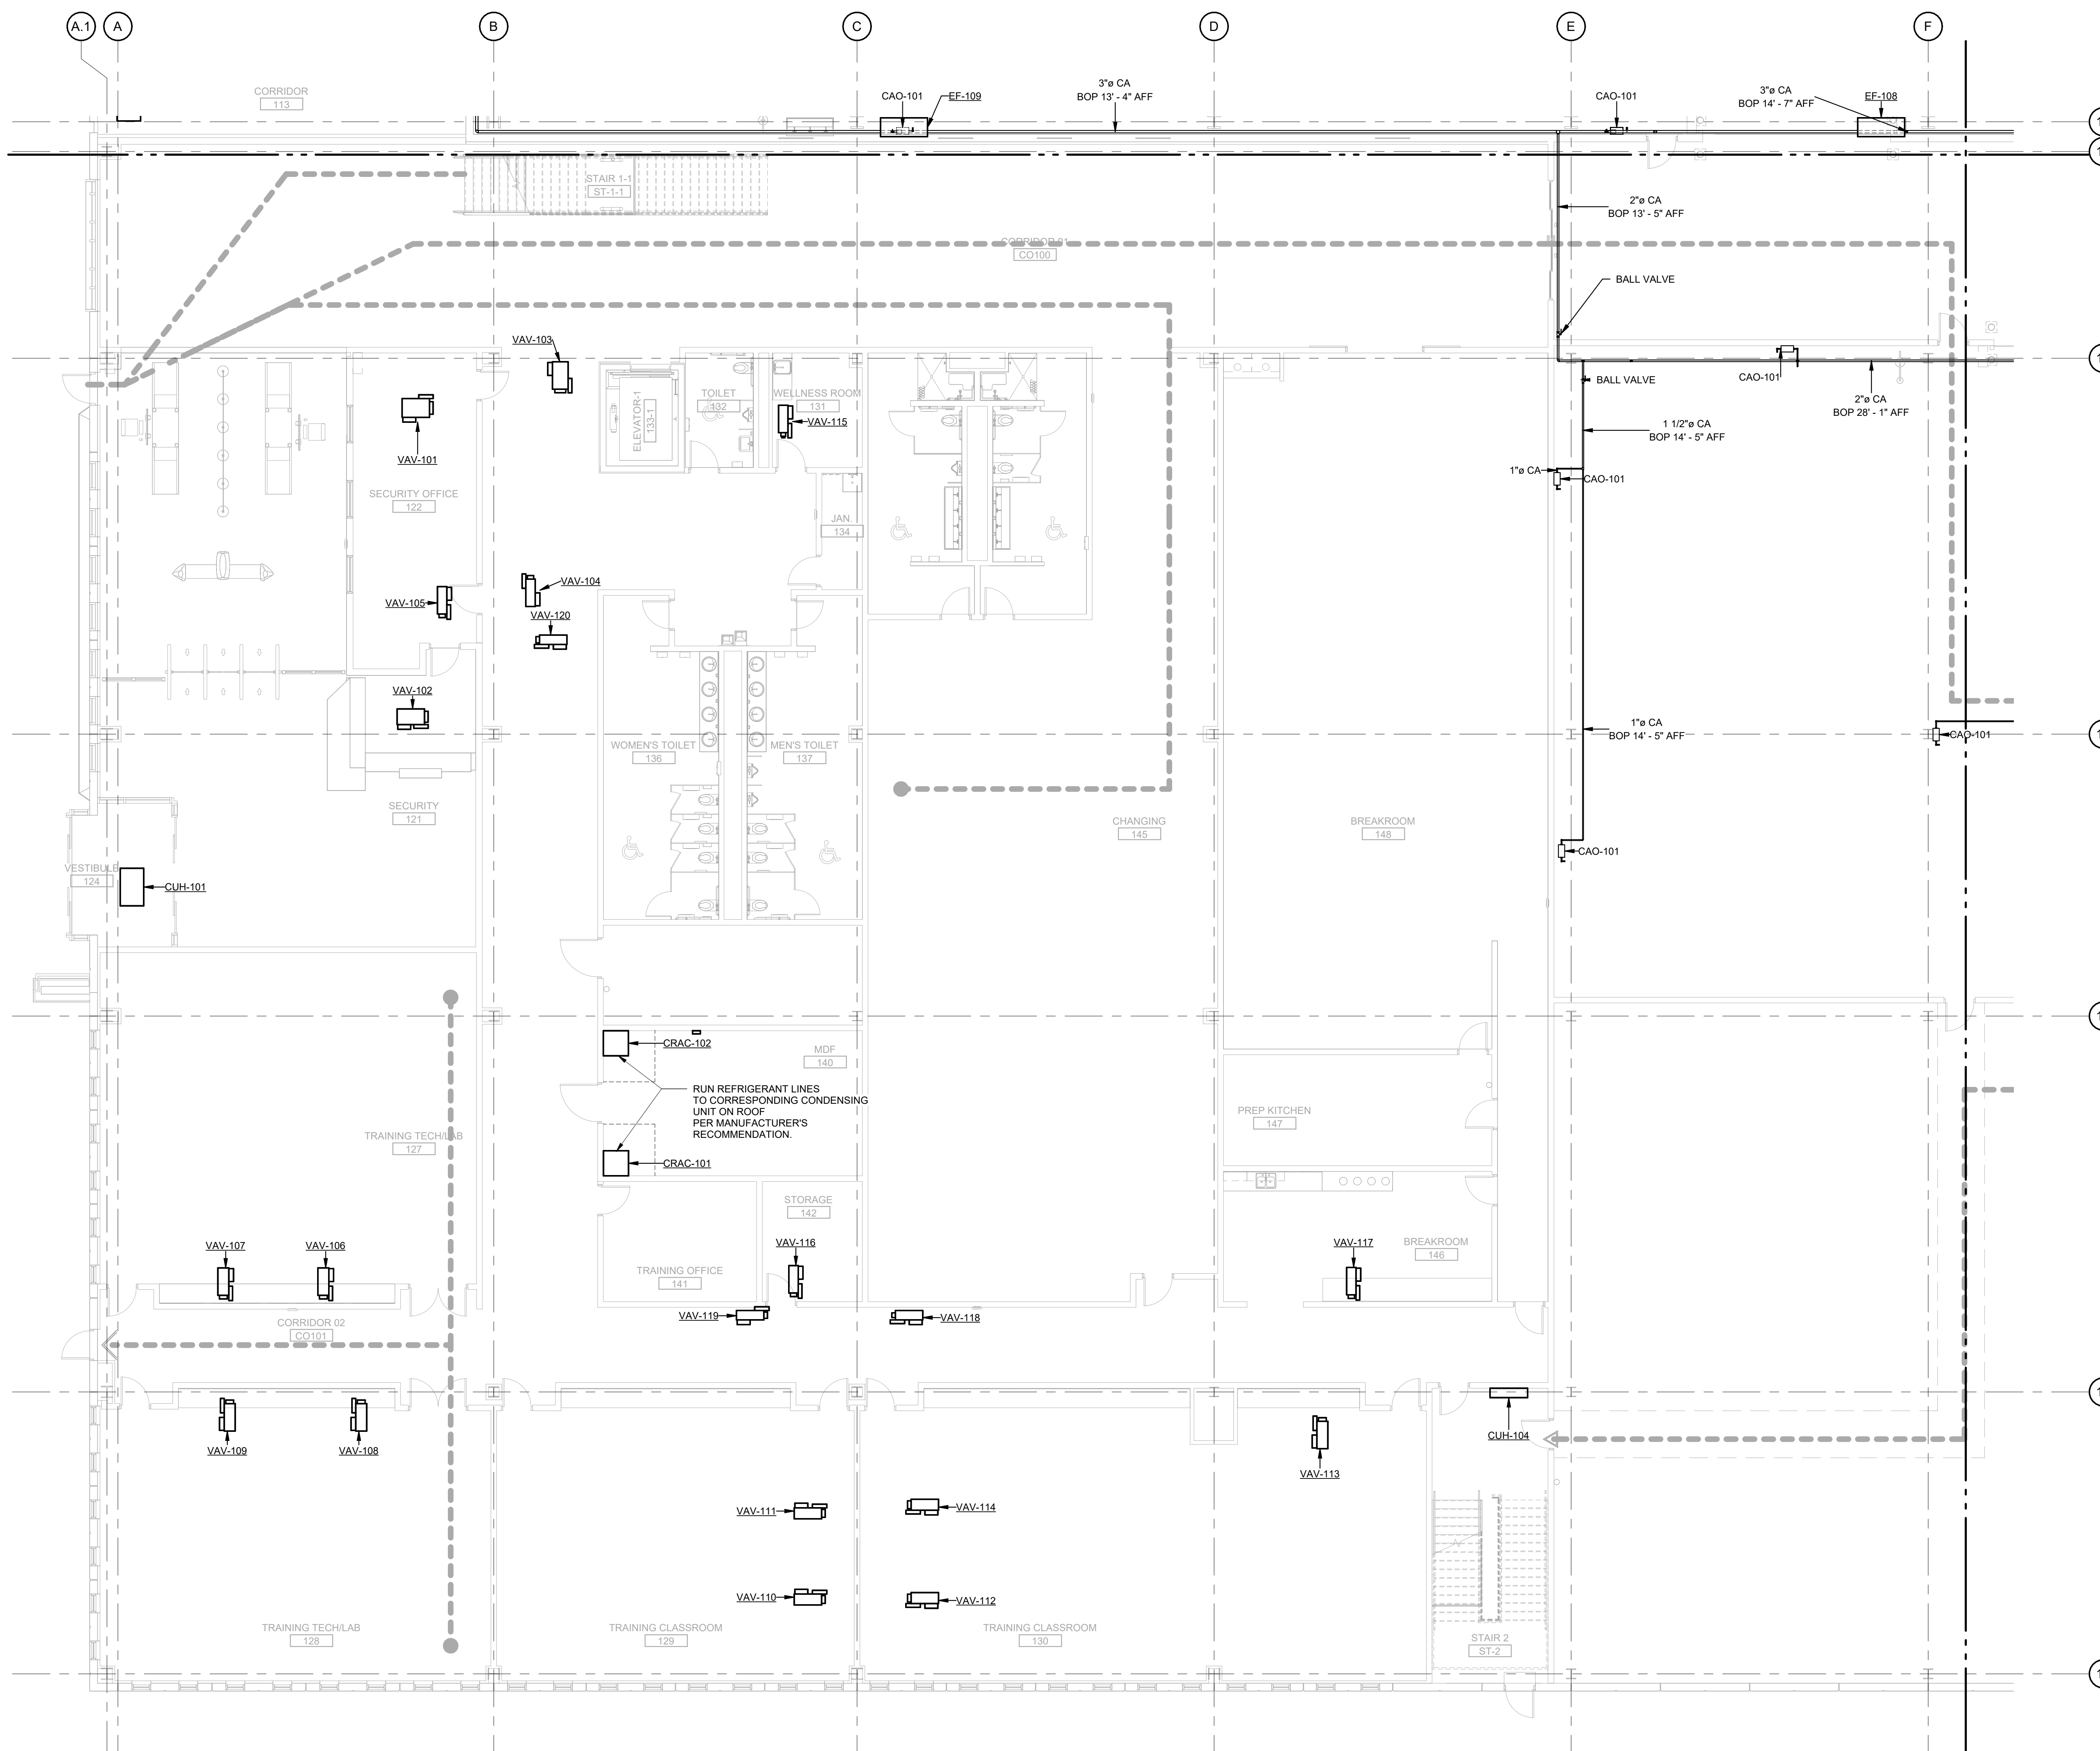 A.1
A
B
C
D
E
F
CORRIDOR
113
CAO-101
EF-109
3"ø CA
BOP 13' - 4" AFF
CAO-101
3"ø CA
BOP 14' - 7" AFF
EF-108
STAIR 1-1
ST-1-1
2"ø CA
BOP 13' - 5" AFF
CORRIDOR 01
CO100
BALL VALVE
VAV-103
VAV-101
TOILET
132
WELLNESS ROOM
131
VAV-115
ELEVATOR-1
133-1
CAO-101
BALL VALVE
2"ø CA
BOP 28' - 1" AFF
1 1/2"ø CA
BOP 14' - 5" AFF
1"ø CA
CAO-101
SECURITY OFFICE
122
JAN.
134
VAV-104
VAV-105
VAV-120
VAV-102
WOMEN'S TOILET
136
MEN'S TOILET
137
1"ø CA
BOP 14' - 5" AFF
CAO-101
SECURITY
121
CHANGING
145
BREAKROOM
148
CAO-101
VESTIBULE
124
CUH-101
CRAC-102
MDF
140
RUN REFRIGERANT LINES
TO CORRESPONDING CONDENSING
UNIT ON ROOF
PER MANUFACTURER'S
RECOMMENDATION.
PREP KITCHEN
147
TRAINING TECH/LAB
127
CRAC-101
STORAGE
142
VAV-107
VAV-106
VAV-116
VAV-117
BREAKROOM
146
TRAINING OFFICE
141
VAV-119
VAV-118
CORRIDOR 02
CO101
VAV-109
VAV-108
CUH-104
VAV-113
VAV-111
VAV-114
VAV-110
VAV-112
TRAINING TECH/LAB
128
TRAINING CLASSROOM
129
TRAINING CLASSROOM
130
STAIR 2
ST-2